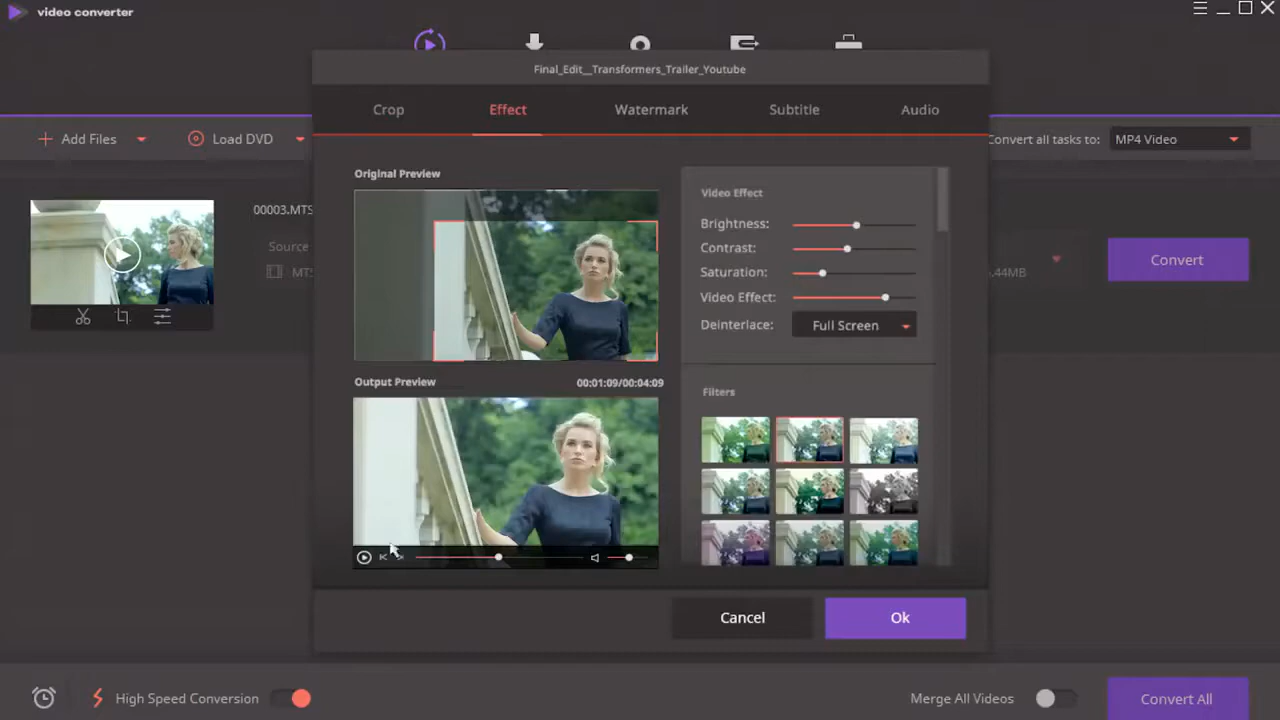 video converter
Final_Edit__Transformers_Trailer_Youtube
Crop
Effect
Watermark
Subtitle
Audio
Add Files
Load DVD
Convert all tasks to:
MP4 Video
Original Preview
Video Effect
Brightness:
Contrast:
Saturation:
Video Effect:
Deinterlace:
Full Screen
00003.MTS
Source
MTS
.44MB
Convert
Output Preview
00:01:09/00:04:09
Filters
Cancel
Ok
High Speed Conversion
Merge All Videos
Convert All